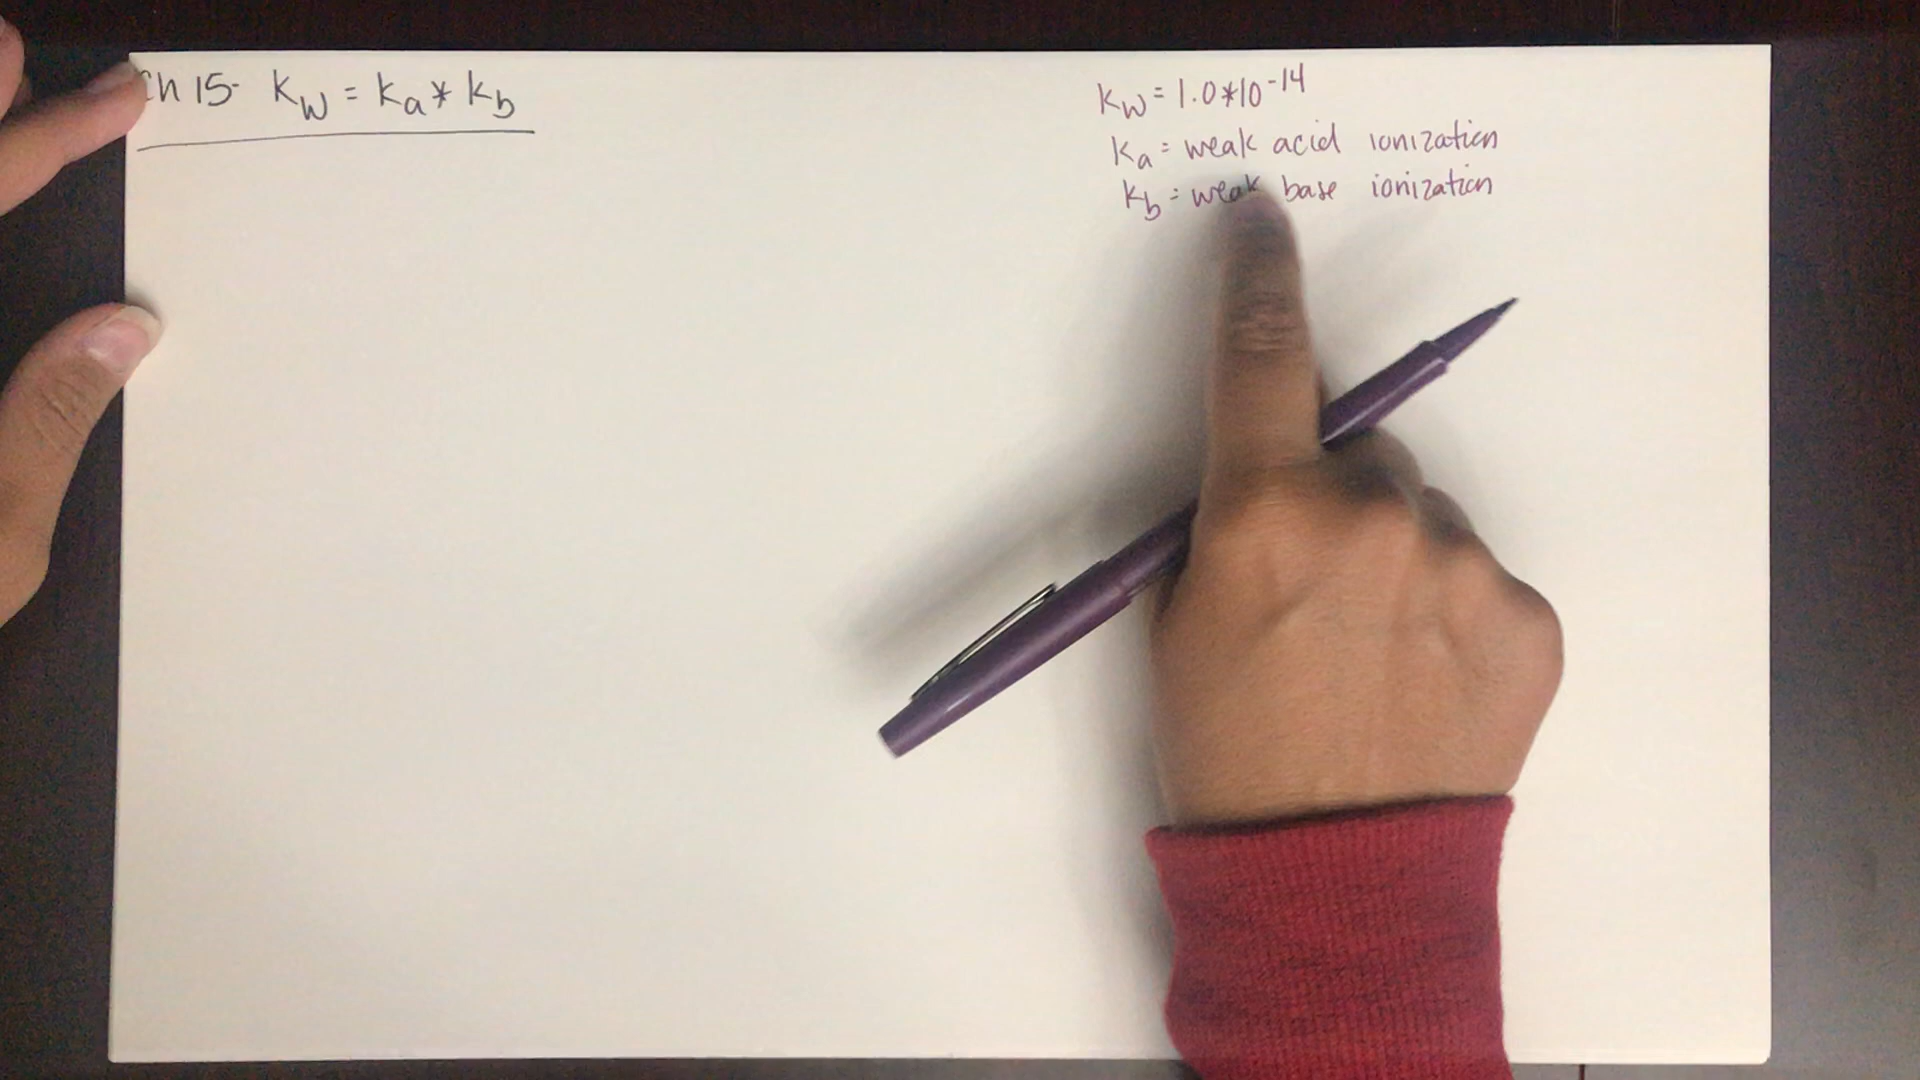 Ch 15- Kw = Ka * Kb
Kw = 1.0*10-14
Ka = weak acid ionization
Kb = weak base ionization